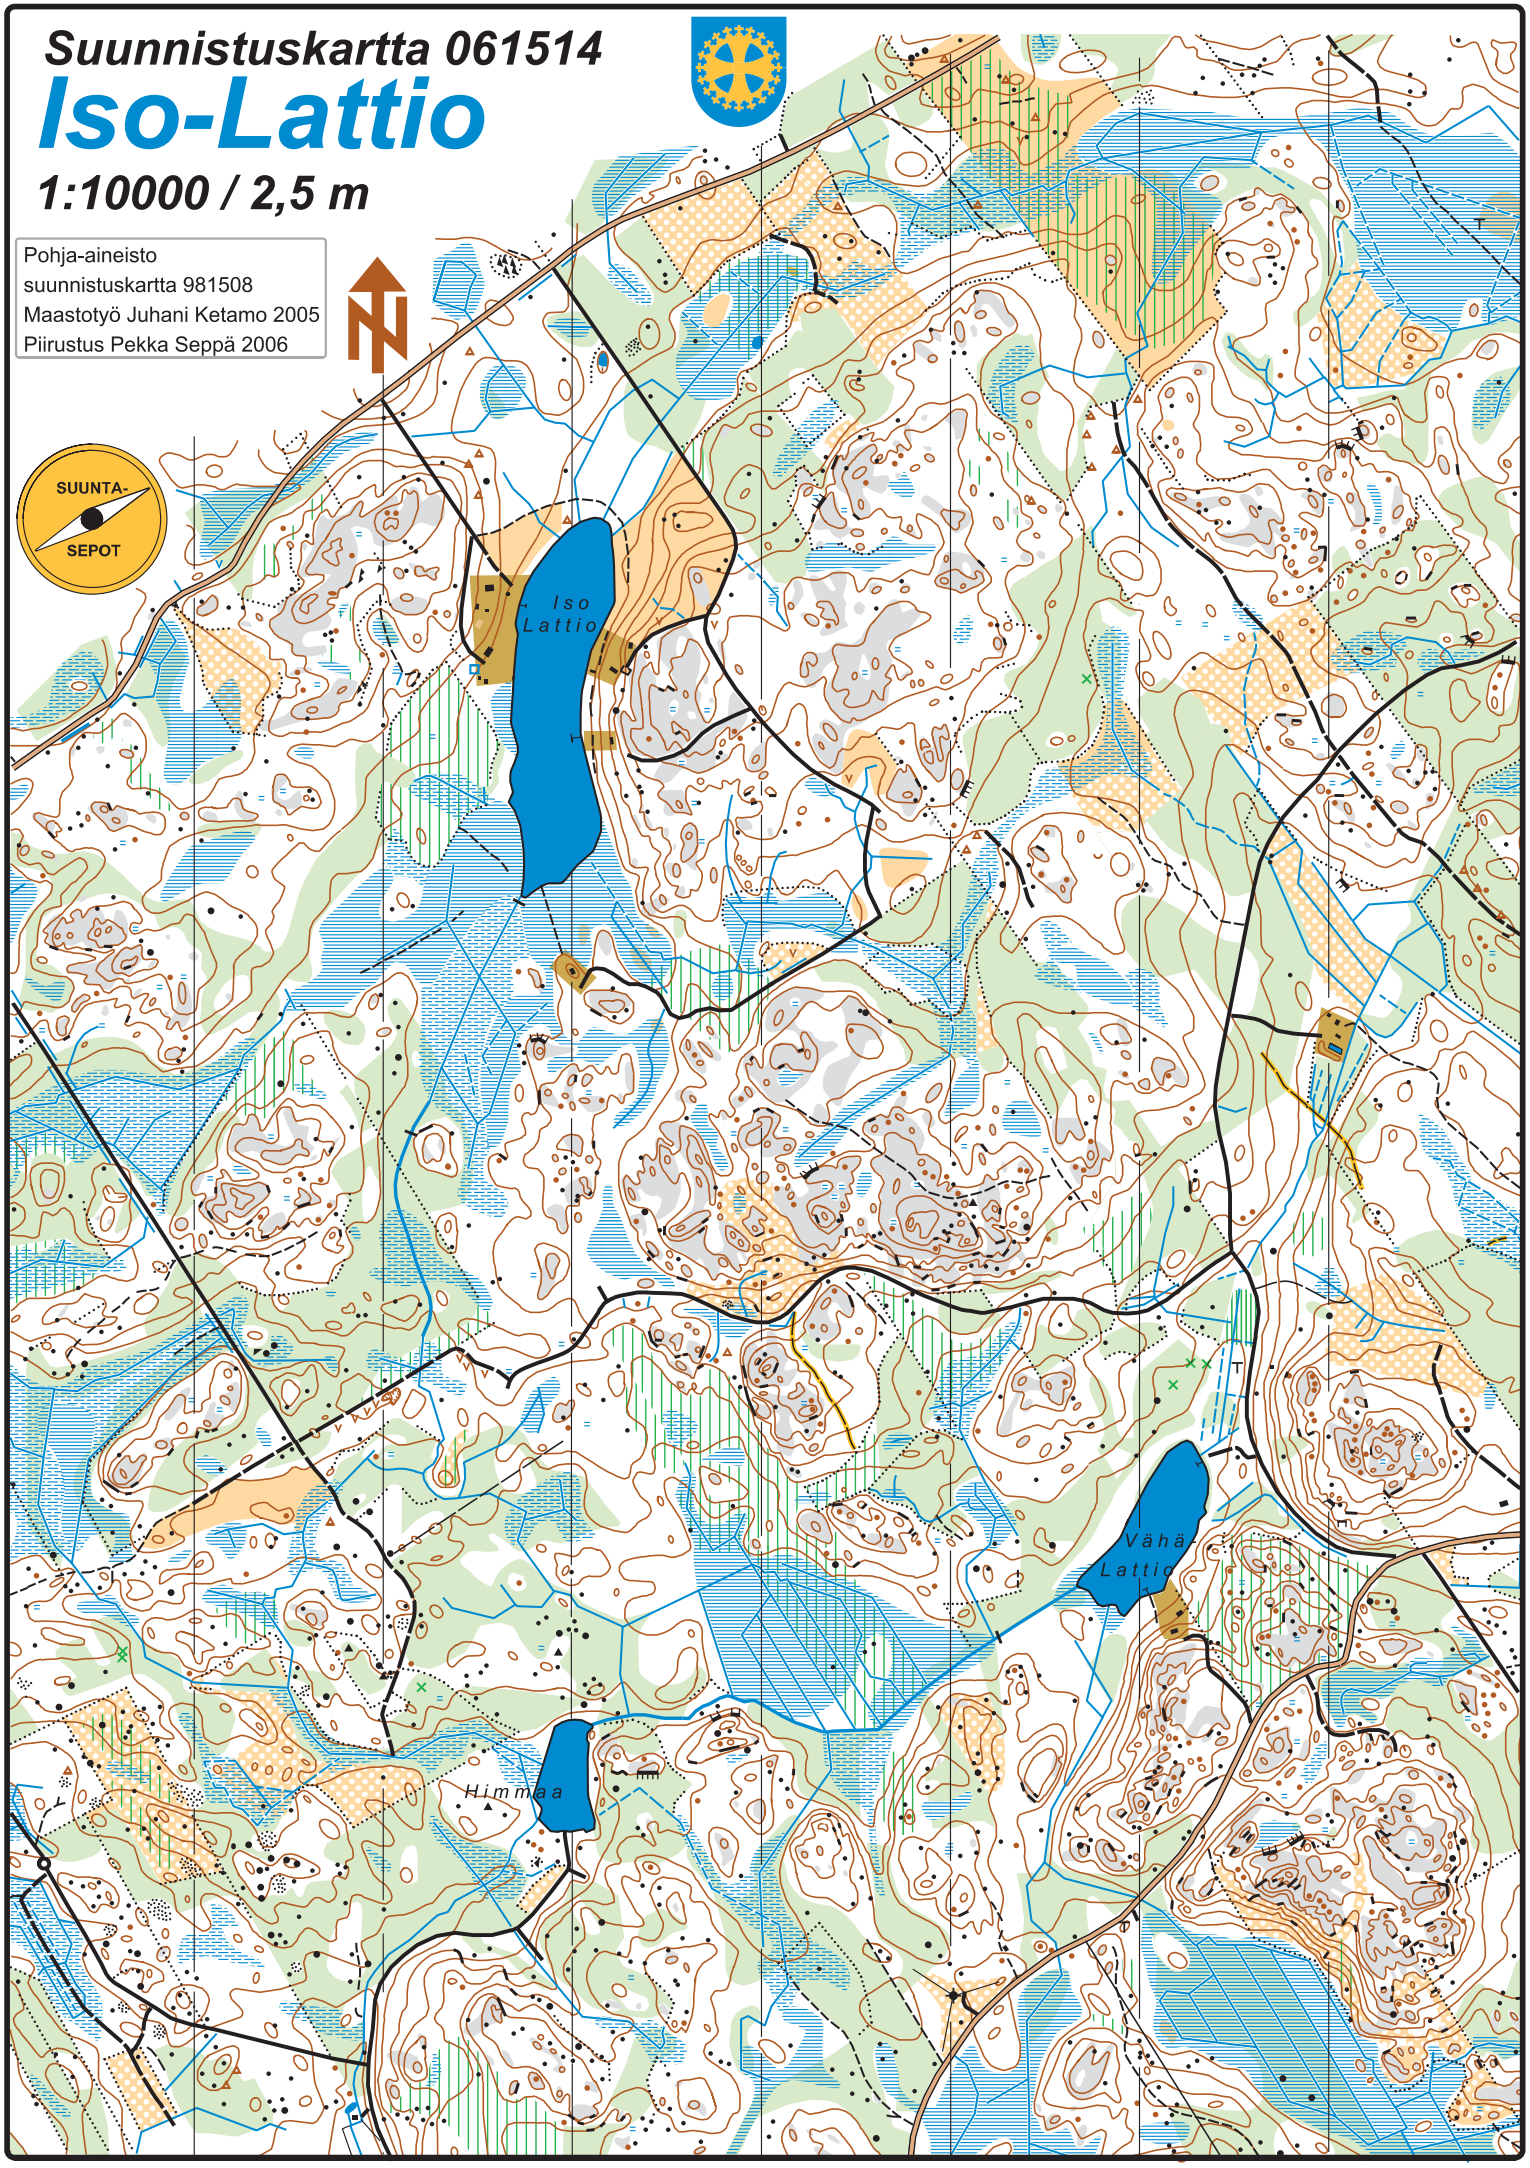 Suunnistuskartta 061514
Iso-Lattio
1:10000 / 2,5 m
Pohja-aineisto
suunnistuskartta 981508
Maastotyö Juhani Ketamo 2005
Piirustus Pekka Seppä 2006
N
SUUNTA-
SEPOT
Iso
Lattio
Vähä-
Lattio
Himmaa